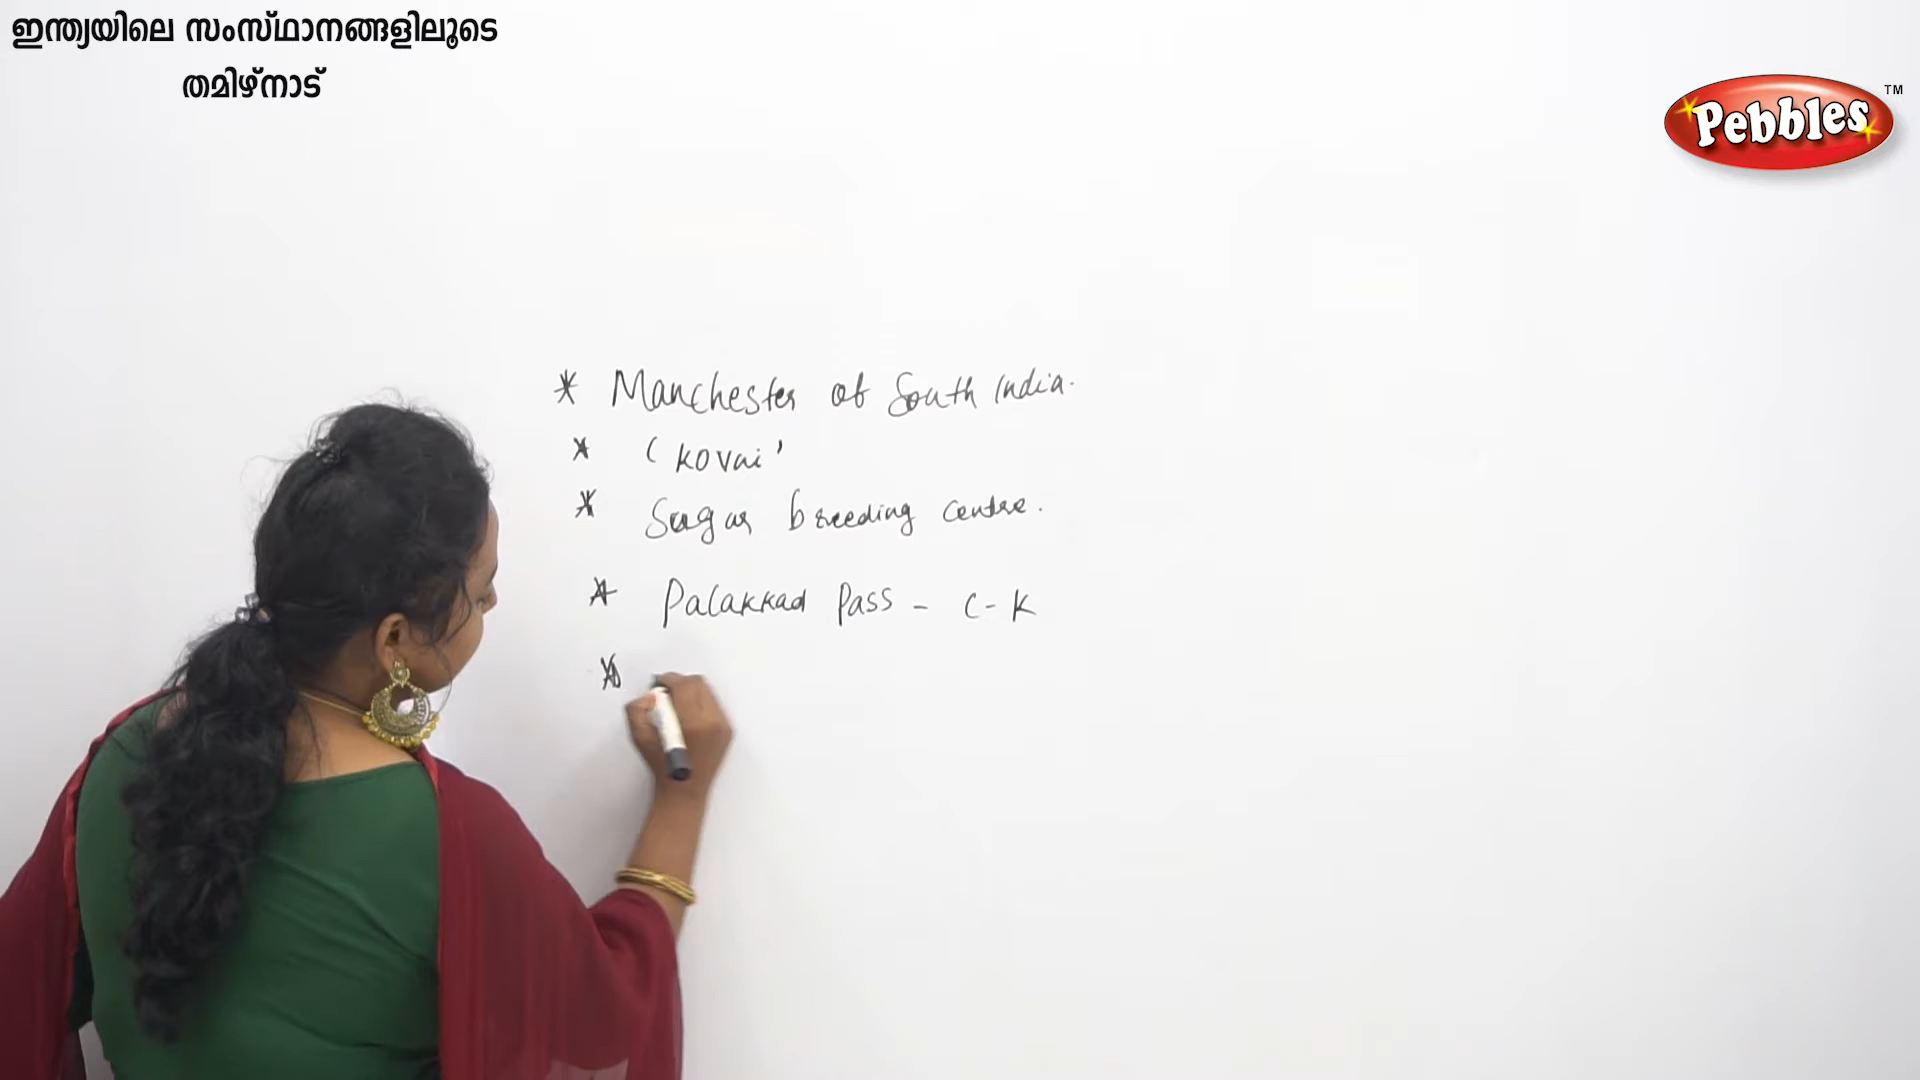 ഇന്ത്യയിലെ സംസ്ഥാനങ്ങളിലൂടെ
തമിഴ്നാട്
Pebbles TM
* Manchester of South India.
* ( Kovai '
* Sugar breeding centre.
* Palakkad Pass - C - K
*